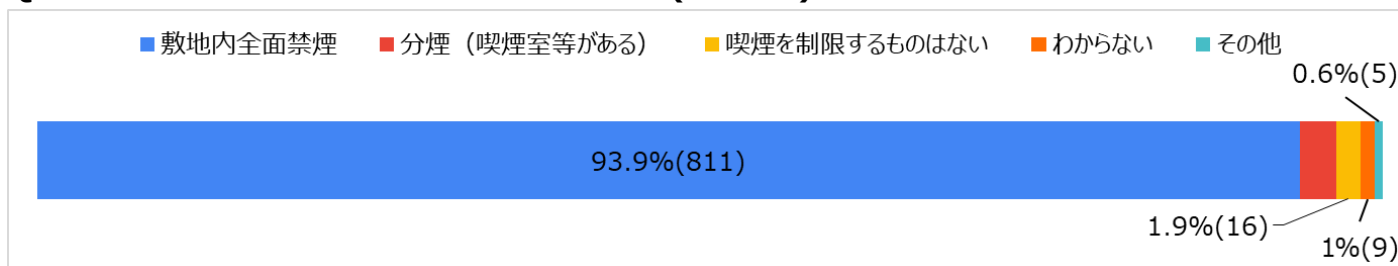 敷地内全面禁煙 分煙（喫煙室等がある） 喫煙を制限するものはない わからない その他
0.6%(5)
93.9%(811)
1.9%(16)
1%(9)